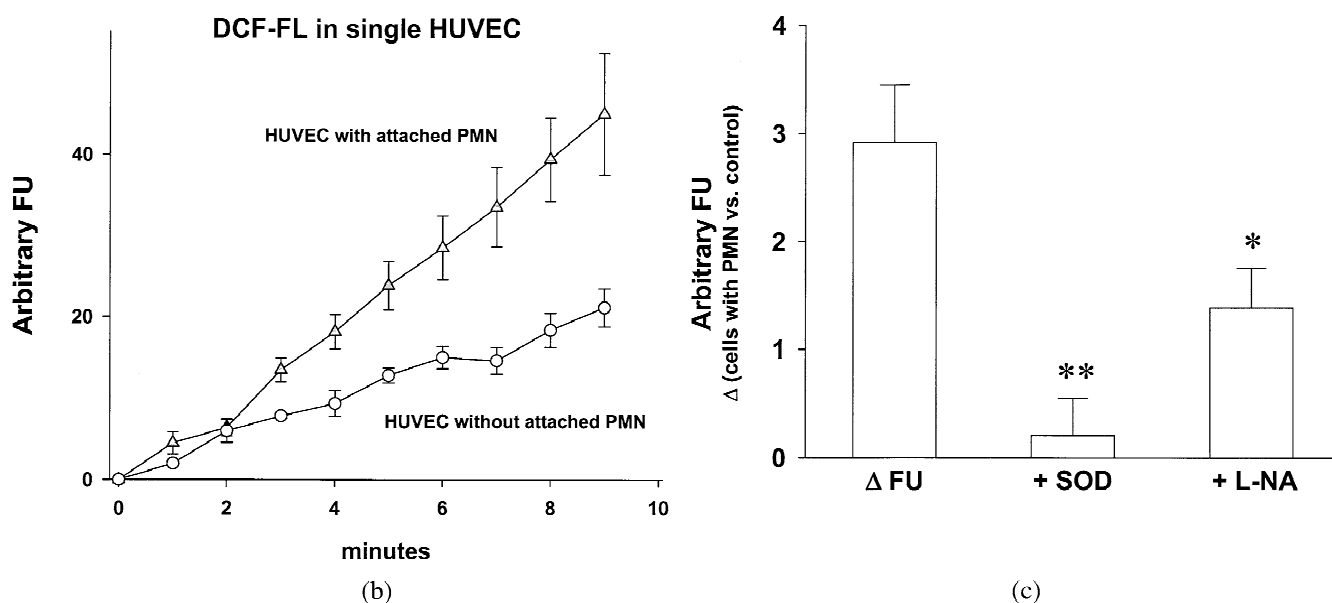 DCF-FL in single HUVEC
Arbitrary FU
40
20
0
HUVEC with attached PMN
HUVEC without attached PMN
0 2 4 6 8 10
minutes
(b)
Arbitrary FU
Δ (cells with PMN vs. control)
4
3
2
1
0
**
*
Δ FU + SOD + L-NA
(c)